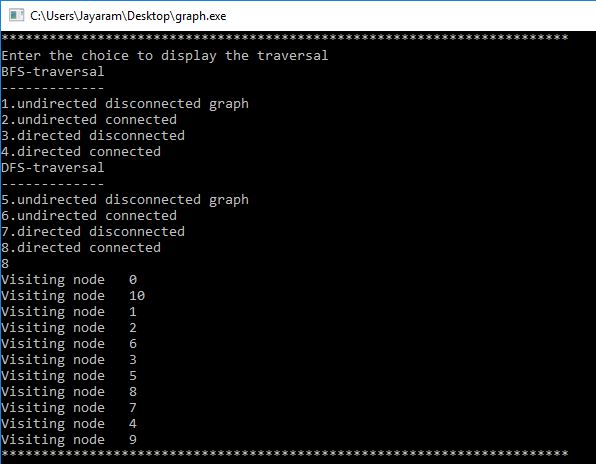 C:\Users\Jayaram\Desktop\graph.exe
***********************************************************************
Enter the choice to display the traversal
BFS-traversal
-------------
1.undirected disconnected graph
2.undirected connected
3.directed disconnected
4.directed connected
DFS-traversal
-------------
5.undirected disconnected graph
6.undirected connected
7.directed disconnected
8.directed connected
8
Visiting node   0
Visiting node   10
Visiting node   1
Visiting node   2
Visiting node   6
Visiting node   3
Visiting node   5
Visiting node   8
Visiting node   7
Visiting node   4
Visiting node   9
***********************************************************************